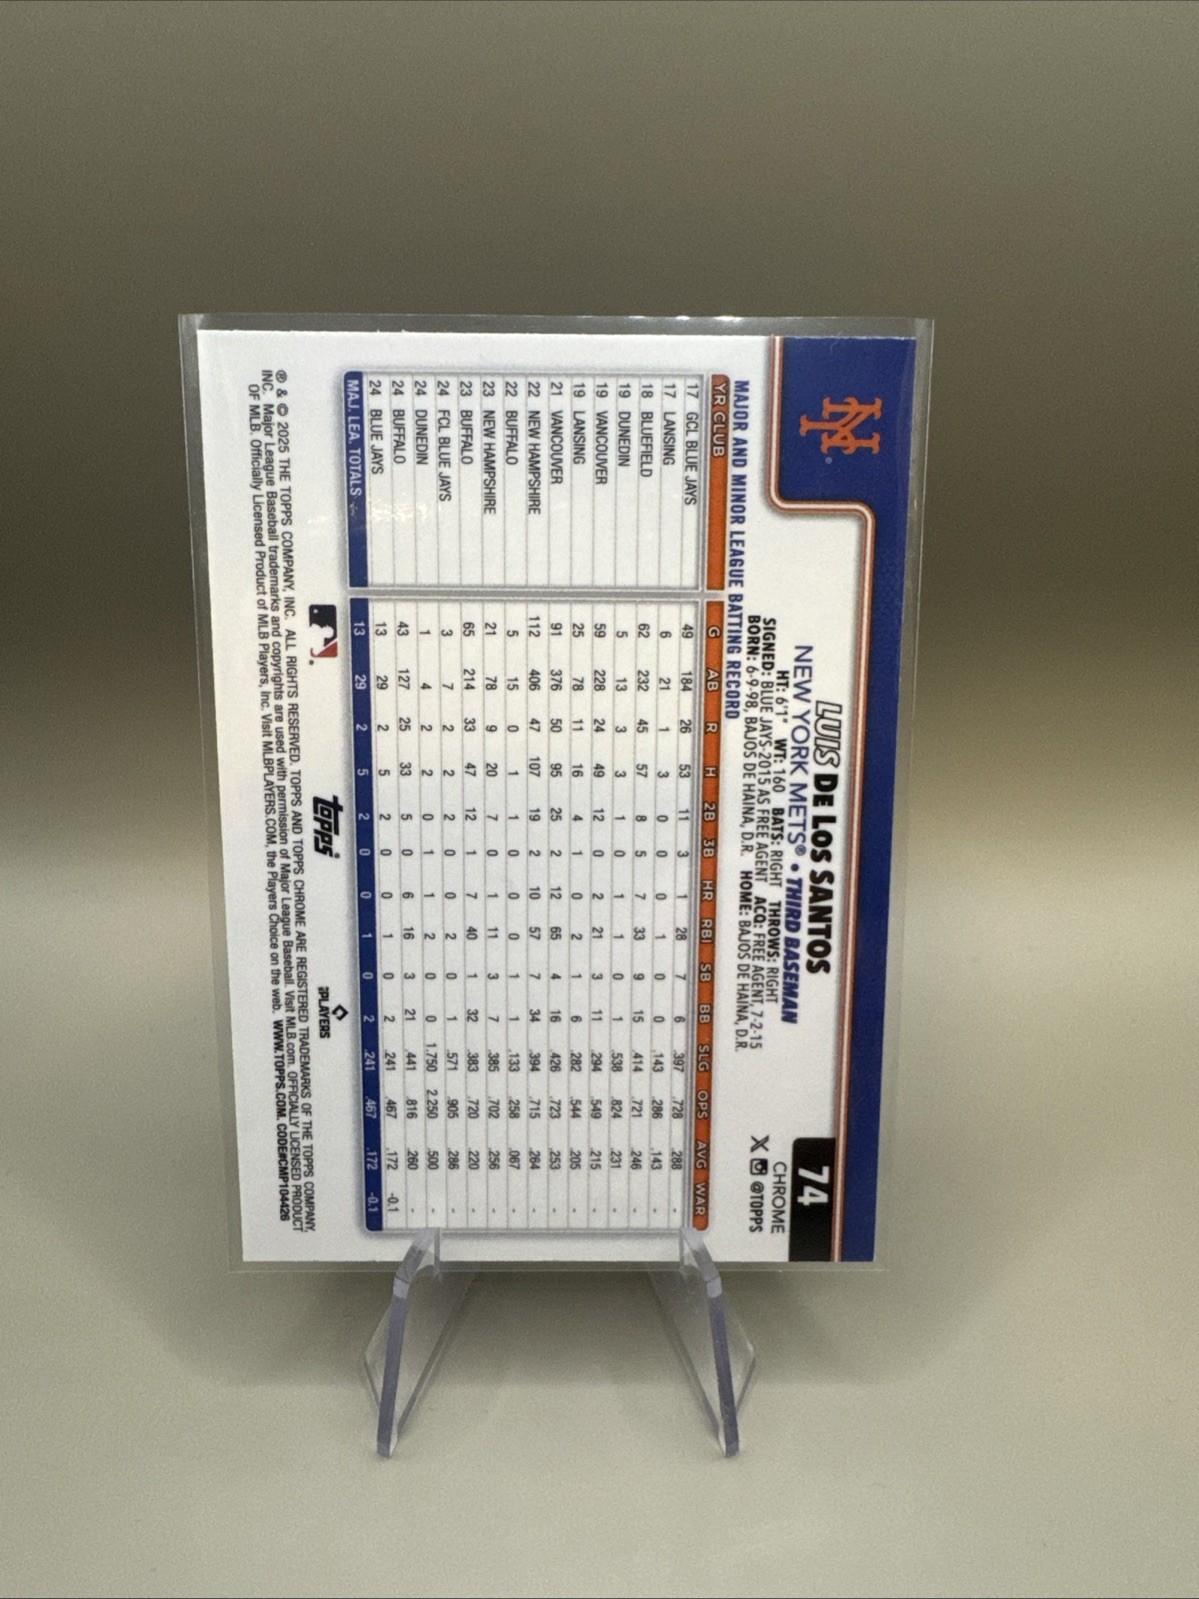 74
CHROME
X @TOPPS
LUIS DE LOS SANTOS
NEW YORK METS® • THIRD BASEMAN
HT: 6'1" WT: 160 BATS: RIGHT THROWS: RIGHT
SIGNED: BLUE JAYS-2015 AS FREE AGENT ACQ: FREE AGENT, 7-2-15
BORN: 6-9-98, BAJOS DE HAINA, D.R. HOME: BAJOS DE HAINA, D.R.
NY
MAJOR AND MINOR LEAGUE BATTING RECORD
YR CLUB G AB R H 2B 3B HR RBI SB BB SLG OPS AVG WAR
17 GCL BLUE JAYS 49 184 26 53 11 3 1 28 7 6 .397 .728 .288 -
17 LANSING 6 21 1 3 0 0 0 1 0 0 .143 .286 .143 -
18 BLUEFIELD 62 232 45 57 8 5 7 33 9 15 .414 .721 .246 -
19 DUNEDIN 5 13 3 3 1 0 1 1 0 1 .538 .824 .231 -
19 VANCOUVER 59 228 24 49 12 0 2 21 3 11 .294 .549 .215 -
19 LANSING 25 78 11 16 4 1 0 2 1 6 .282 .544 .205 -
21 VANCOUVER 91 376 50 95 25 2 12 65 4 16 .426 .723 .253 -
22 NEW HAMPSHIRE 112 406 47 107 19 2 10 57 7 34 .394 .715 .264 -
22 BUFFALO 5 15 0 1 1 0 0 0 1 1 .133 .258 .067 -
23 NEW HAMPSHIRE 21 78 9 20 7 0 1 11 3 7 .385 .702 .256 -
23 BUFFALO 65 214 33 47 12 1 7 40 1 32 .383 .720 .220 -
24 FCL BLUE JAYS 3 7 2 2 2 0 0 2 0 1 .571 .905 .286 -
24 DUNEDIN 1 4 2 2 0 1 1 2 0 0 1.750 2.250 .500 -
24 BUFFALO 43 127 25 33 5 0 6 16 3 21 .441 .816 .260 -
24 BLUE JAYS 13 29 2 5 2 0 0 1 0 2 .241 .467 .172 -0.1
MAJ. LEA. TOTALS 13 29 2 5 2 0 0 1 0 2 .241 .467 .172 -0.1
topps®
PLAYERS
® & © 2025 THE TOPPS COMPANY, INC. ALL RIGHTS RESERVED. TOPPS AND TOPPS CHROME ARE REGISTERED TRADEMARKS OF THE TOPPS COMPANY,
INC. Major League Baseball trademarks and copyrights are used with permission of Major League Baseball. Visit MLB.com. OFFICIALLY LICENSED PRODUCT
OF MLB. Officially Licensed Product of MLB Players, Inc. Visit MLBPLAYERS.COM, the Players Choice on the web. WWW.TOPPS.COM. CODE#CMP104426